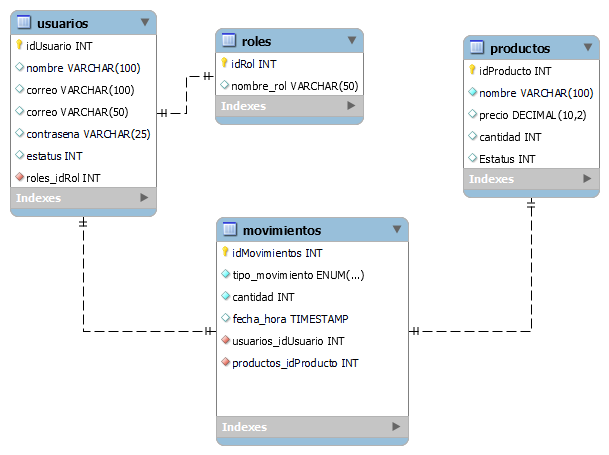 usuarios
idUsuario INT
nombre VARCHAR(100)
correo VARCHAR(100)
correo VARCHAR(50)
contrasena VARCHAR(25)
estatus INT
roles_idRol INT
Indexes
roles
idRol INT
nombre_rol VARCHAR(50)
Indexes
productos
idProducto INT
nombre VARCHAR(100)
precio DECIMAL(10,2)
cantidad INT
Estatus INT
Indexes
movimientos
idMovimientos INT
tipo_movimiento ENUM(...)
cantidad INT
fecha_hora TIMESTAMP
usuarios_idUsuario INT
productos_idProducto INT
Indexes